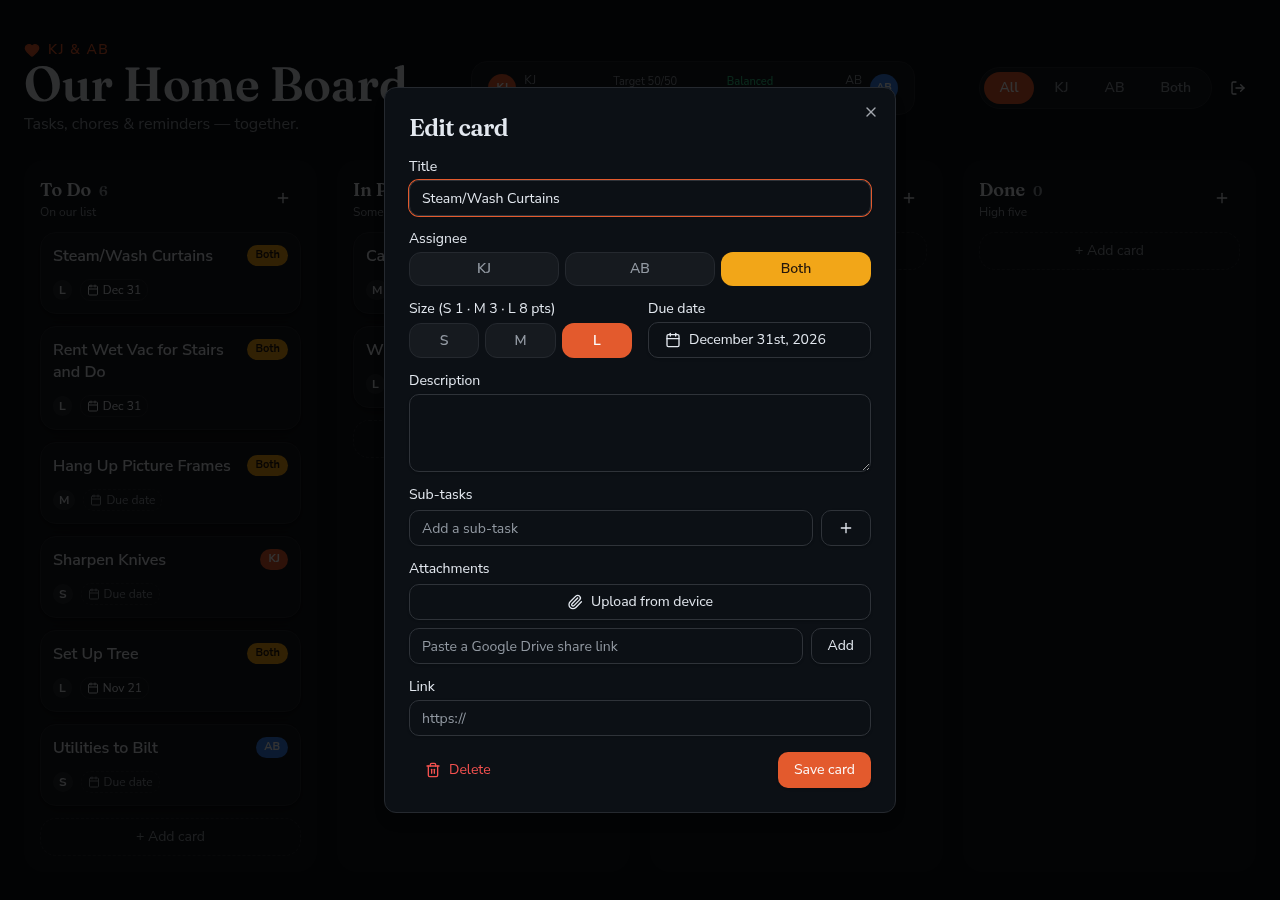 KJ & AB
Our Home Board
Tasks, chores & reminders — together.
KJ
KJ
Target 50/50
Balanced
AB
AB
All
KJ
AB
Both
To Do 6
On our list
Steam/Wash Curtains
Both
L
Dec 31
Rent Wet Vac for Stairs
and Do
Both
L
Dec 31
Hang Up Picture Frames
Both
M
Due date
Sharpen Knives
KJ
S
Due date
Set Up Tree
Both
L
Nov 21
Utilities to Bilt
AB
S
Due date
+ Add card
In P
Some
Ca
M
W
L
Edit card
Title
Steam/Wash Curtains
Assignee
KJ
AB
Both
Size (S 1 · M 3 · L 8 pts)
S
M
L
Due date
December 31st, 2026
Description
Sub-tasks
Add a sub-task
Attachments
Upload from device
Paste a Google Drive share link
Add
Link
https://
Delete
Save card
Done 0
High five
+ Add card